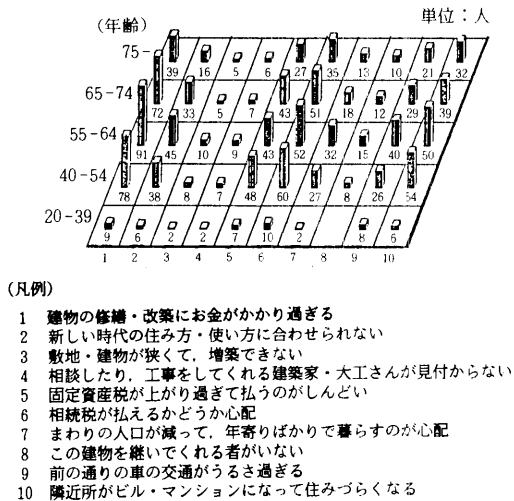 (年齢)
単位：人
75-
39 16 5 6 27 35 13 10 21 32
65-74
72 33 5 7 43 51 18 12 29 39
55-64
91 45 10 9 43 52 32 15 40 50
40-54
78 38 8 7 48 60 27 8 26 54
20-39
9 6 2 2 7 10 2 8 6
1 2 3 4 5 6 7 8 9 10
(凡例)
1 建物の修繕・改築にお金がかかり過ぎる
2 新しい時代の住み方・使い方に合わせられない
3 敷地・建物が狭くて，増築できない
4 相談したり，工事をしてくれる建築家・大工さんが見付からない
5 固定資産税が上がり過ぎて払うのがしんどい
6 相続税が払えるかどうか心配
7 まわりの人口が減って，年寄りばかりで暮らすのが心配
8 この建物を継いでくれる者がいない
9 前の通りの車の交通がうるさ過ぎる
10 隣近所がビル・マンションになって住みづらくなる